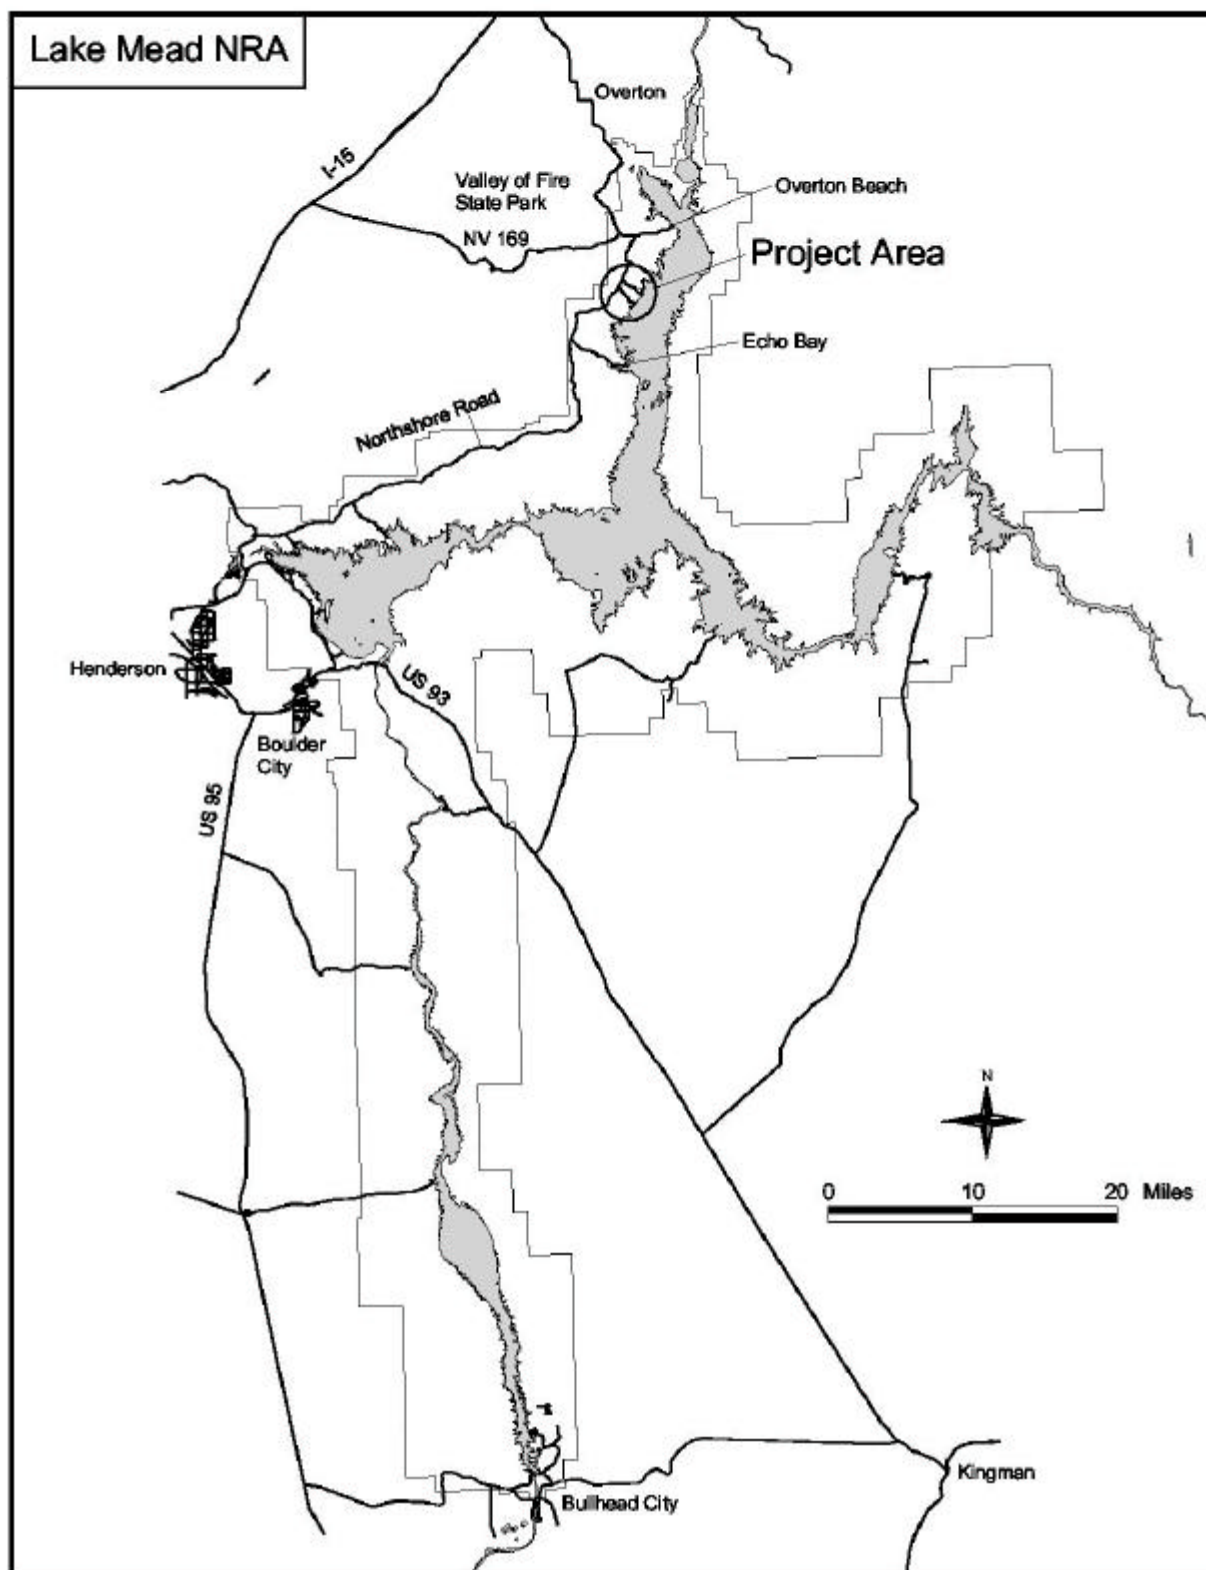 Lake Mead NRA
Overton
I-15
Valley of Fire
State Park
Overton Beach
NV 169
Project Area
Echo Bay
Northshore Road
Henderson
US 93
Boulder
City
US 95
N
0 10 20 Miles
Kingman
Bullhead City